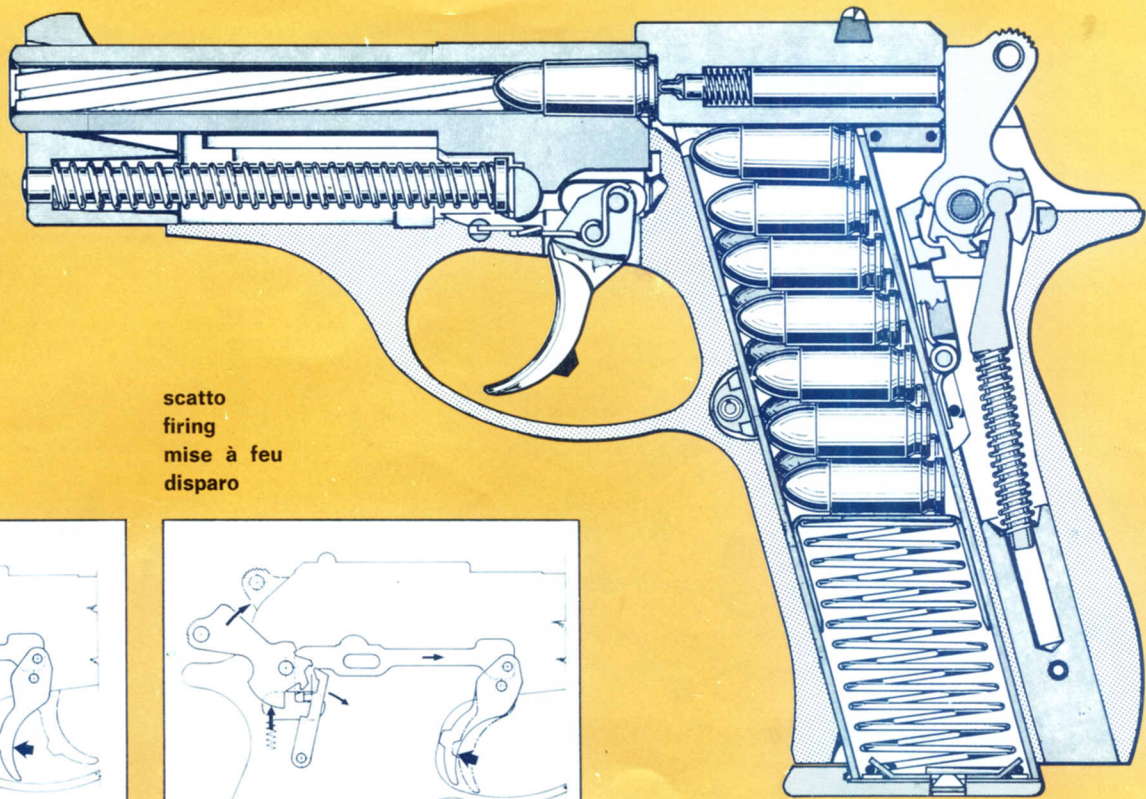 scatto
firing
mise à feu
disparo